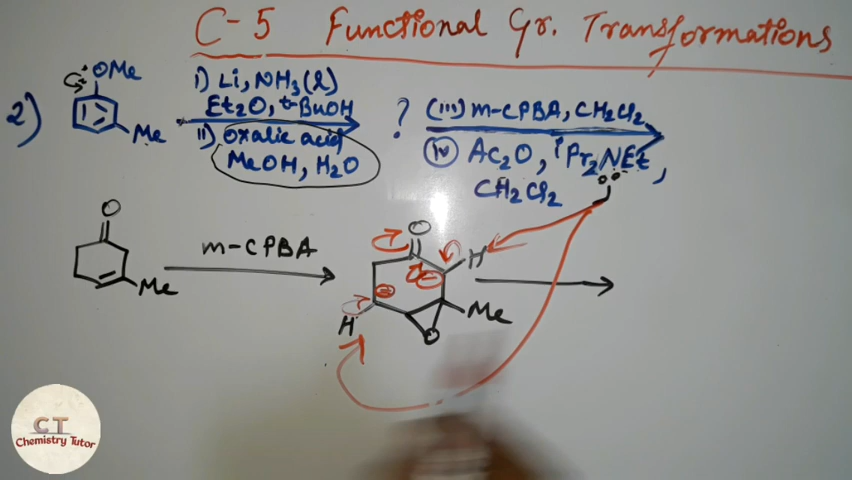 C-5 Functional Gr. Transformations
2)
OMe
Me
i) Li, NH3(l)
Et2O, t-BuOH
ii) oxalic acid
MeOH, H2O
?
(iii) m-CPBA, CH2Cl2
(iv) Ac2O, iPr2NEt,
CH2Cl2
O
Me
m-CPBA
O
H
Me
H
O
CT
Chemistry Tutor